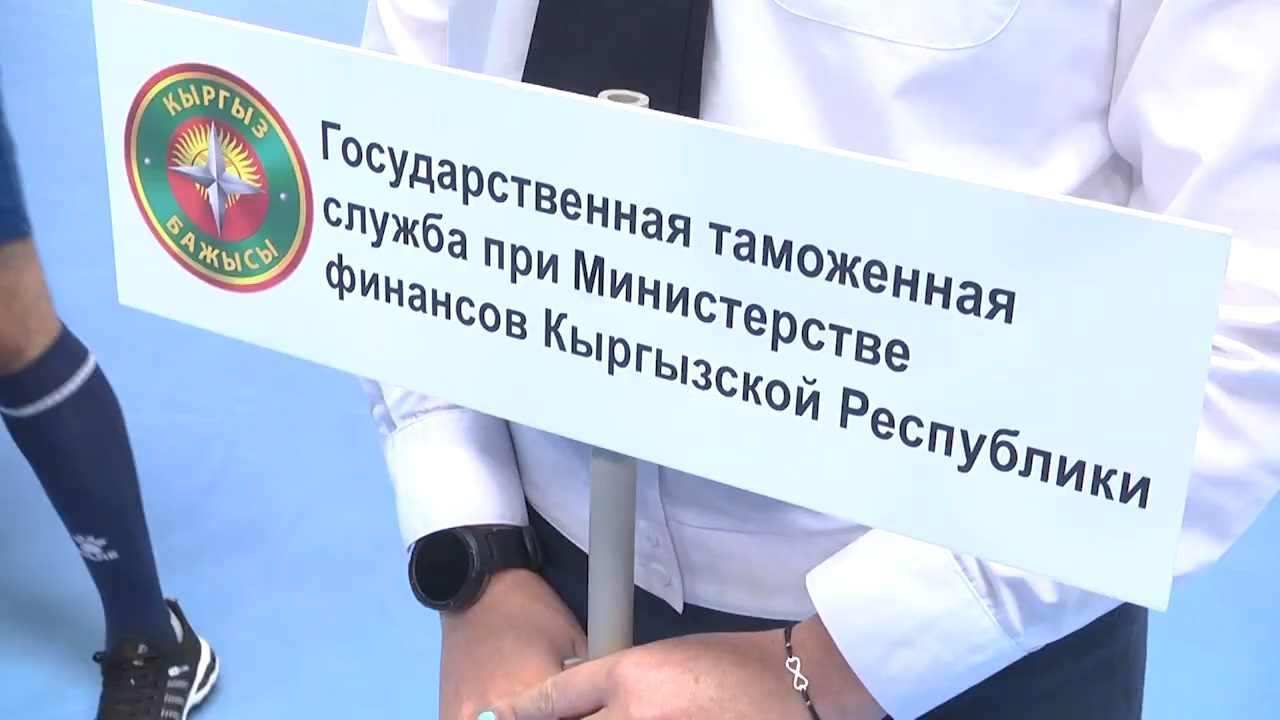 КЫРГЫЗ
БАЖЫСЫ
Государственная таможенная
служба при Министерстве
финансов Кыргызской Республики